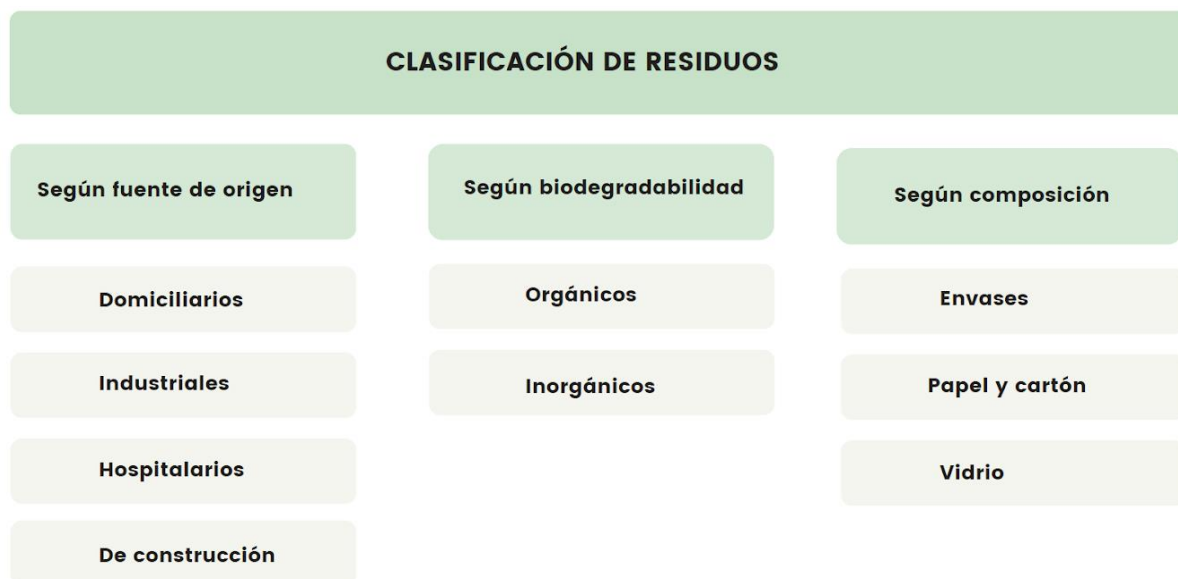 CLASIFICACIÓN DE RESIDUOS
Según fuente de origen
Domiciliarios
Industriales
Hospitalarios
De construcción
Según biodegradabilidad
Orgánicos
Inorgánicos
Según composición
Envases
Papel y cartón
Vidrio